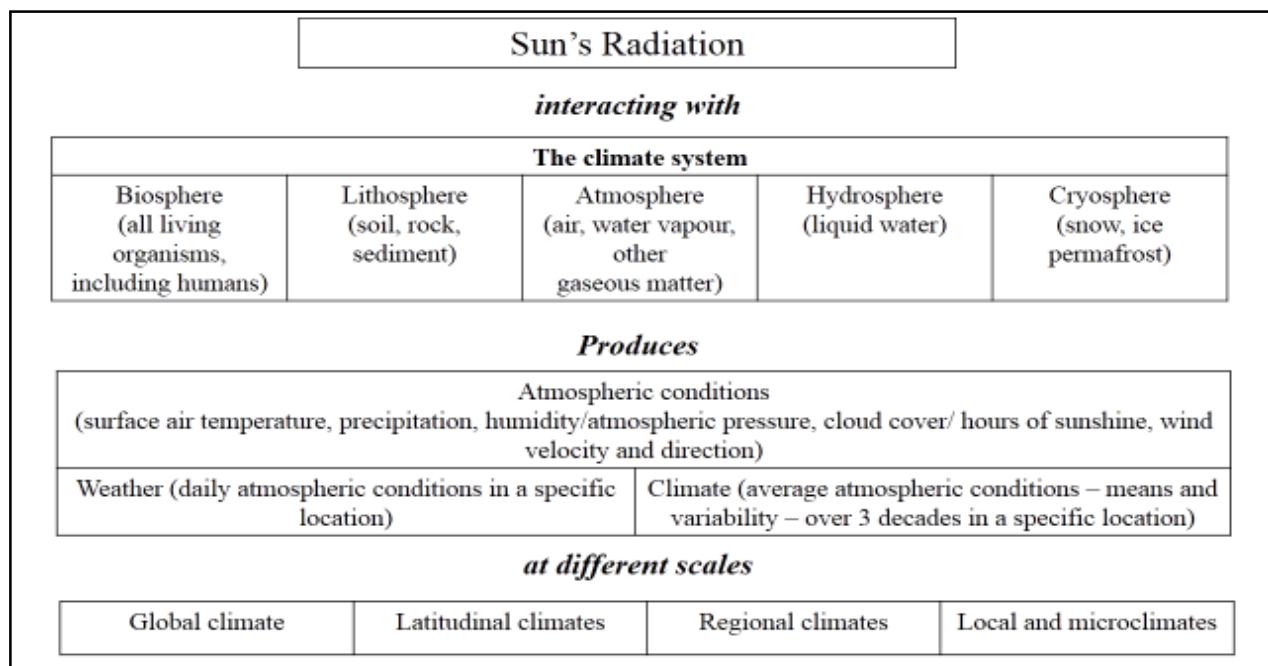 Sun's Radiation
interacting with
The climate system
Biosphere
(all living
organisms,
including humans)
Lithosphere
(soil, rock,
sediment)
Atmosphere
(air, water vapour,
other
gaseous matter)
Hydrosphere
(liquid water)
Cryosphere
(snow, ice
permafrost)
Produces
Atmospheric conditions
(surface air temperature, precipitation, humidity/atmospheric pressure, cloud cover/ hours of sunshine, wind
velocity and direction)
Weather (daily atmospheric conditions in a specific
location)
Climate (average atmospheric conditions – means and
variability – over 3 decades in a specific location)
at different scales
Global climate
Latitudinal climates
Regional climates
Local and microclimates